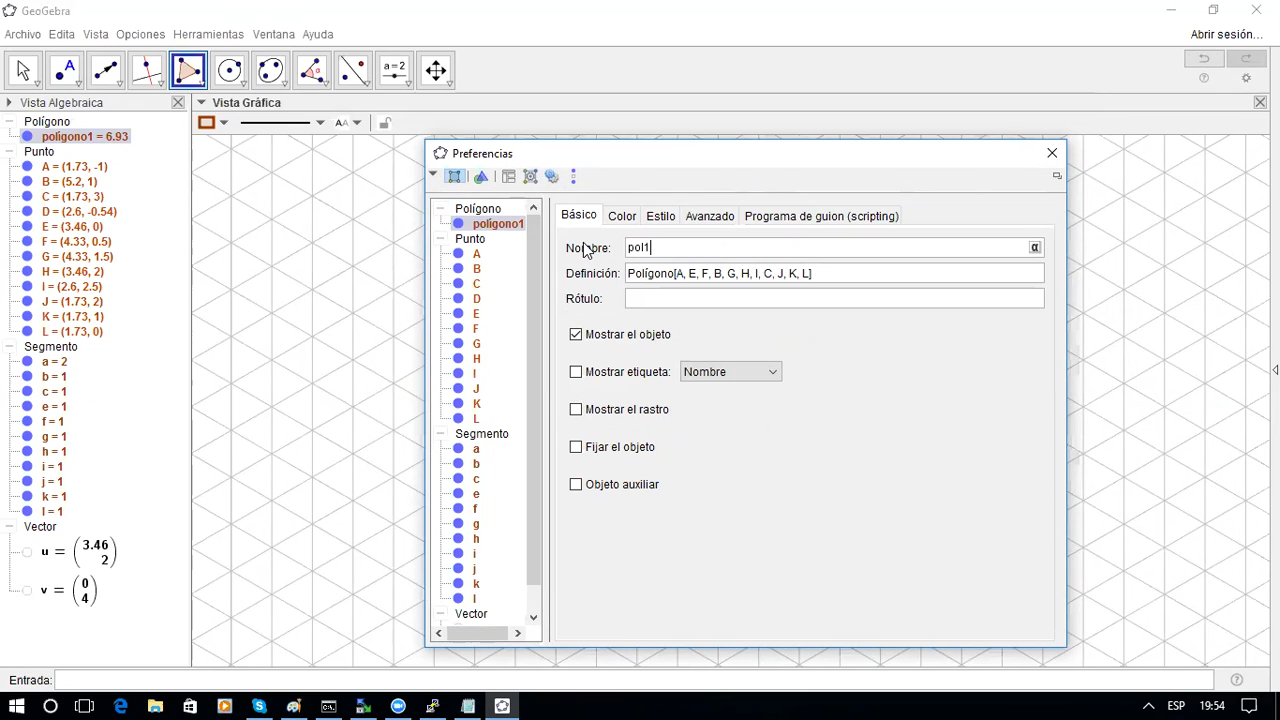 GeoGebra
Archivo Edita Vista Opciones Herramientas Ventana Ayuda
Abrir sesión...
A
a=2
Vista Algebraica
Vista Gráfica
AA
Polígono
polígono1 = 6.93
Punto
A = (1.73, -1)
B = (5.2, 1)
C = (1.73, 3)
D = (2.6, -0.54)
E = (3.46, 0)
F = (4.33, 0.5)
G = (4.33, 1.5)
H = (3.46, 2)
I = (2.6, 2.5)
J = (1.73, 2)
K = (1.73, 1)
L = (1.73, 0)
Segmento
a = 2
b = 1
c = 1
e = 1
f = 1
g = 1
h = 1
i = 1
j = 1
k = 1
l = 1
Vector
u = (3.46 2)
v = (0 4)
Preferencias
Polígono
polígono1
Punto
A
B
C
D
E
F
G
H
I
J
K
L
Segmento
a
b
c
e
f
g
h
i
j
k
l
Vector
Básico Color Estilo Avanzado Programa de guion (scripting)
Nombre: pol1 α
Definición: Polígono[A, E, F, B, G, H, I, C, J, K, L]
Rótulo:
Mostrar el objeto
Mostrar etiqueta: Nombre
Mostrar el rastro
Fijar el objeto
Objeto auxiliar
Entrada:
ESP 19:54